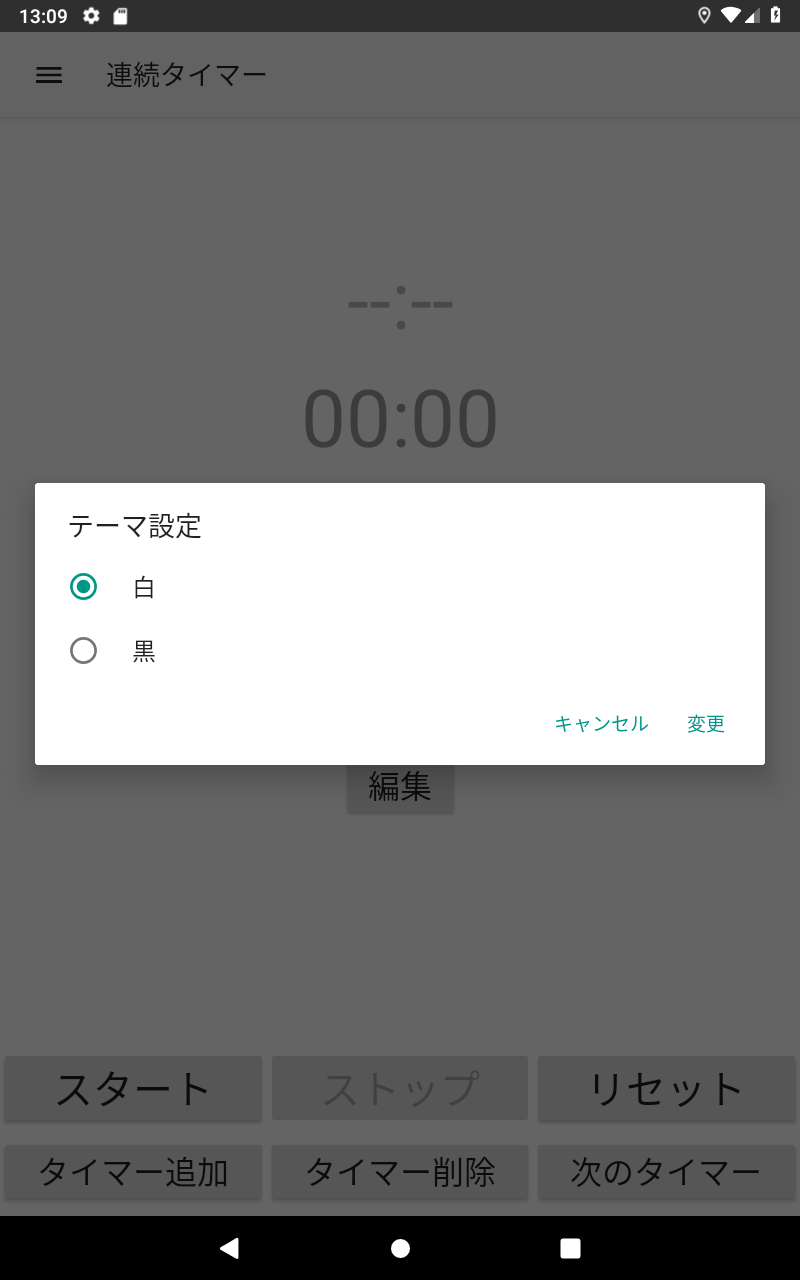 13:09
連続タイマー
--:--
00:00
テーマ設定
白
黒
キャンセル 変更
編集
スタート ストップ リセット
タイマー追加 タイマー削除 次のタイマー